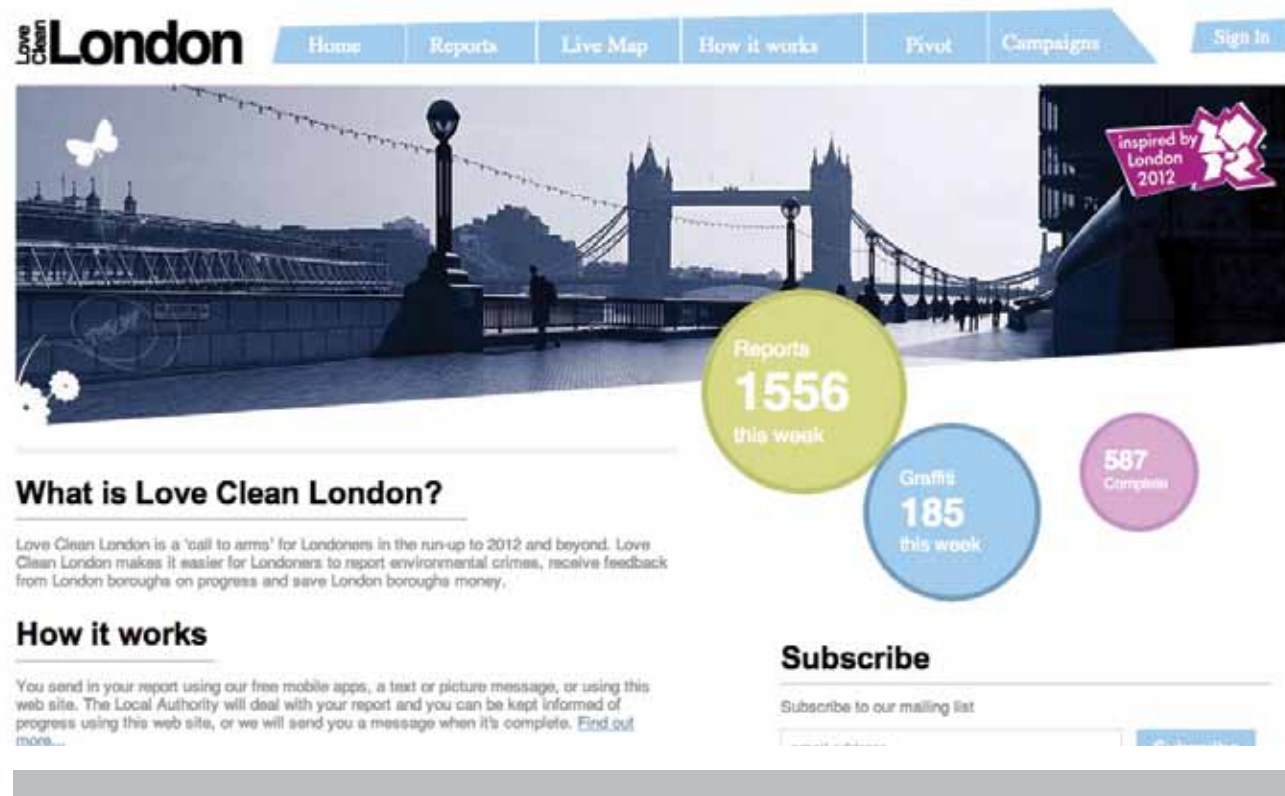 Love Clean London
Home Reports Live Map How it works Pivot Campaigns Sign In
inspired by
London
2012
Reports
1556
this week
Graffiti
185
this week
587
Complete
What is Love Clean London?
Love Clean London is a 'call to arms' for Londoners in the run-up to 2012 and beyond. Love
Clean London makes it easier for Londoners to report environmental crimes, receive feedback
from London boroughs on progress and save London boroughs money.
How it works
You send in your report using our free mobile apps, a text or picture message, or using this
web site. The Local Authority will deal with your report and you can be kept informed of
progress using this web site, or we will send you a message when it's complete. Find out
more...
Subscribe
Subscribe to our mailing list
email address
Subscribe